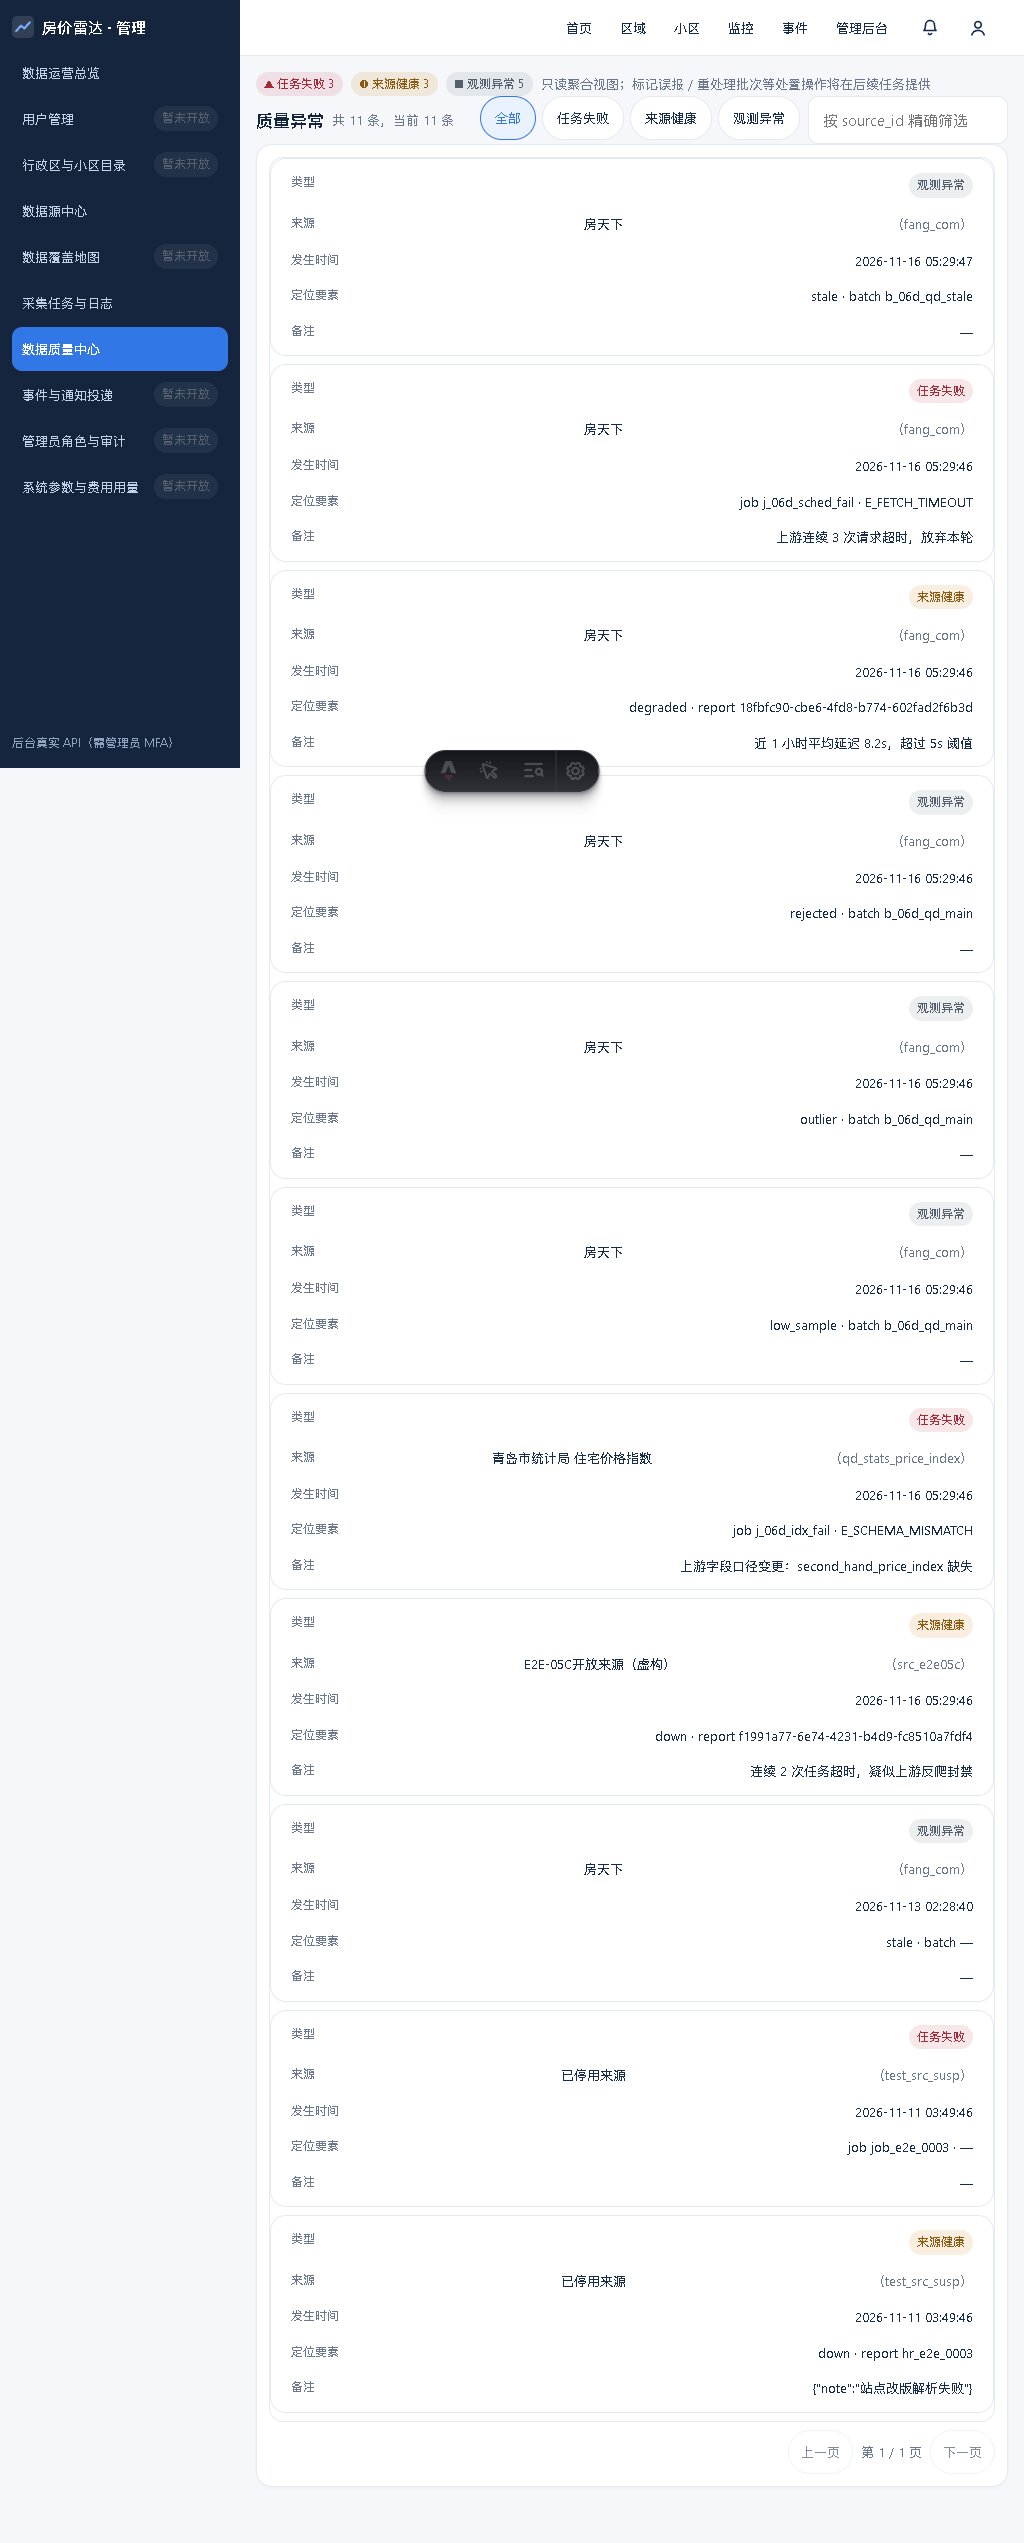 房价雷达 - 管理
数据运营总览
用户管理 暂未开放
行政区与小区目录 暂未开放
数据源中心
数据覆盖地图 暂未开放
采集任务与日志
数据质量中心
事件与通知投递 暂未开放
管理员角色与审计 暂未开放
系统参数与费用用量 暂未开放
后台真实 API（需管理员 MFA）
首页 区域 小区 监控 事件 管理后台
任务失败 3 来源健康 3 观测异常 5 只读聚合视图；标记误报 / 重处理批次等处置操作将在后续任务提供
质量异常 共 11 条，当前 11 条 全部 任务失败 来源健康 观测异常 按 source_id 精确筛选
类型 观测异常
来源 房天下 （fang_com）
发生时间 2026-11-16 05:29:47
定位要素 stale · batch b_06d_qd_stale
备注 —
类型 任务失败
来源 房天下 （fang_com）
发生时间 2026-11-16 05:29:46
定位要素 job j_06d_sched_fail · E_FETCH_TIMEOUT
备注 上游连续 3 次请求超时，放弃本轮
类型 来源健康
来源 房天下 （fang_com）
发生时间 2026-11-16 05:29:46
定位要素 degraded · report 18fbfc90-cbe6-4fd8-b774-602fad2f6b3d
备注 近 1 小时平均延迟 8.2s，超过 5s 阈值
类型 观测异常
来源 房天下 （fang_com）
发生时间 2026-11-16 05:29:46
定位要素 rejected · batch b_06d_qd_main
备注 —
类型 观测异常
来源 房天下 （fang_com）
发生时间 2026-11-16 05:29:46
定位要素 outlier · batch b_06d_qd_main
备注 —
类型 观测异常
来源 房天下 （fang_com）
发生时间 2026-11-16 05:29:46
定位要素 low_sample · batch b_06d_qd_main
备注 —
类型 任务失败
来源 青岛市统计局 住宅价格指数 （qd_stats_price_index）
发生时间 2026-11-16 05:29:46
定位要素 job j_06d_idx_fail · E_SCHEMA_MISMATCH
备注 上游字段口径变更：second_hand_price_index 缺失
类型 来源健康
来源 E2E-05C开放来源（虚构） （src_e2e05c）
发生时间 2026-11-16 05:29:46
定位要素 down · report f1991a77-6e74-4231-b4d9-fc8510a7fdf4
备注 连续 2 次任务超时，疑似上游反爬封禁
类型 观测异常
来源 房天下 （fang_com）
发生时间 2026-11-13 02:28:40
定位要素 stale · batch —
备注 —
类型 任务失败
来源 已停用来源 （test_src_susp）
发生时间 2026-11-11 03:49:46
定位要素 job job_e2e_0003 · —
备注 —
类型 来源健康
来源 已停用来源 （test_src_susp）
发生时间 2026-11-11 03:49:46
定位要素 down · report hr_e2e_0003
备注 {"note":"站点改版解析失败"}
上一页 第 1 / 1 页 下一页